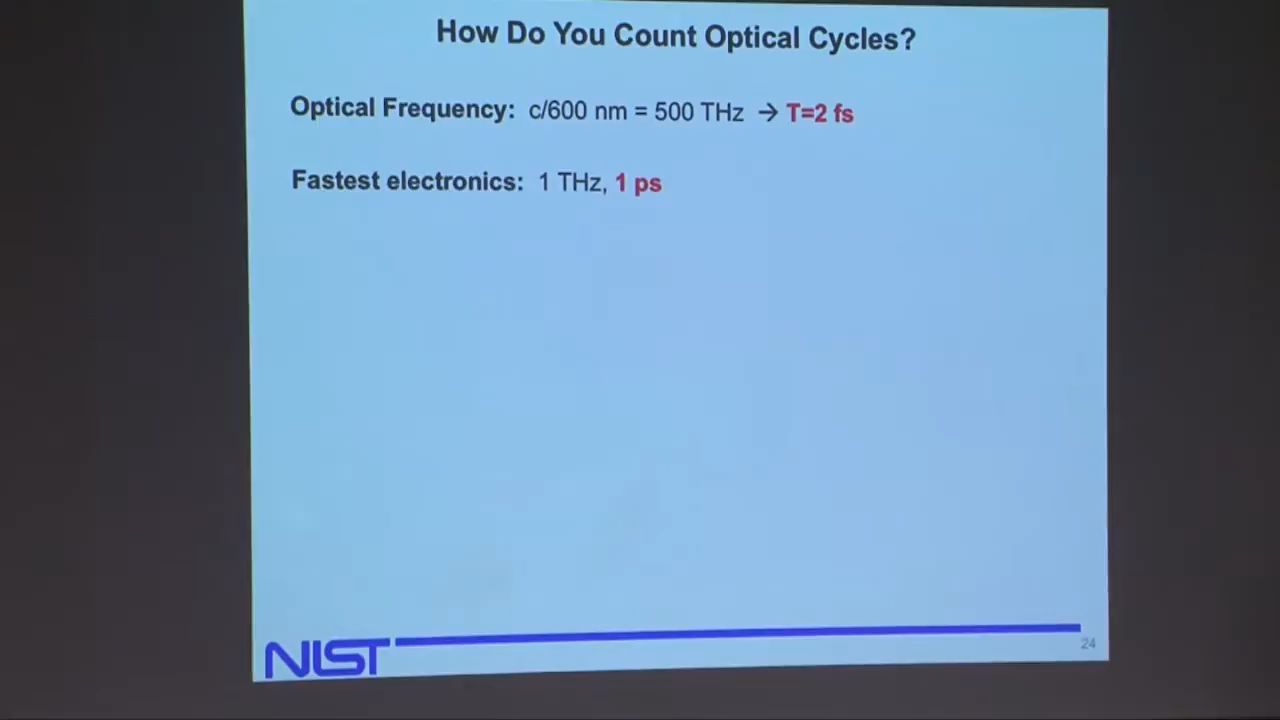 How Do You Count Optical Cycles?
Optical Frequency: c/600 nm = 500 THz → T=2 fs
Fastest electronics: 1 THz, 1 ps
NIST
24